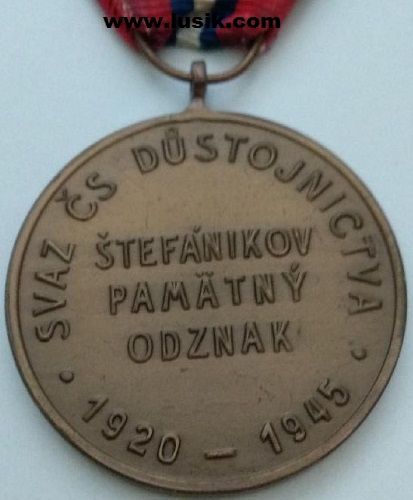 www.lusik.com
SVAZ ČS DŮSTOJNICTVA
ŠTEFÁNIKOV
PAMÄTNÝ
ODZNAK
· 1920 – 1945 ·